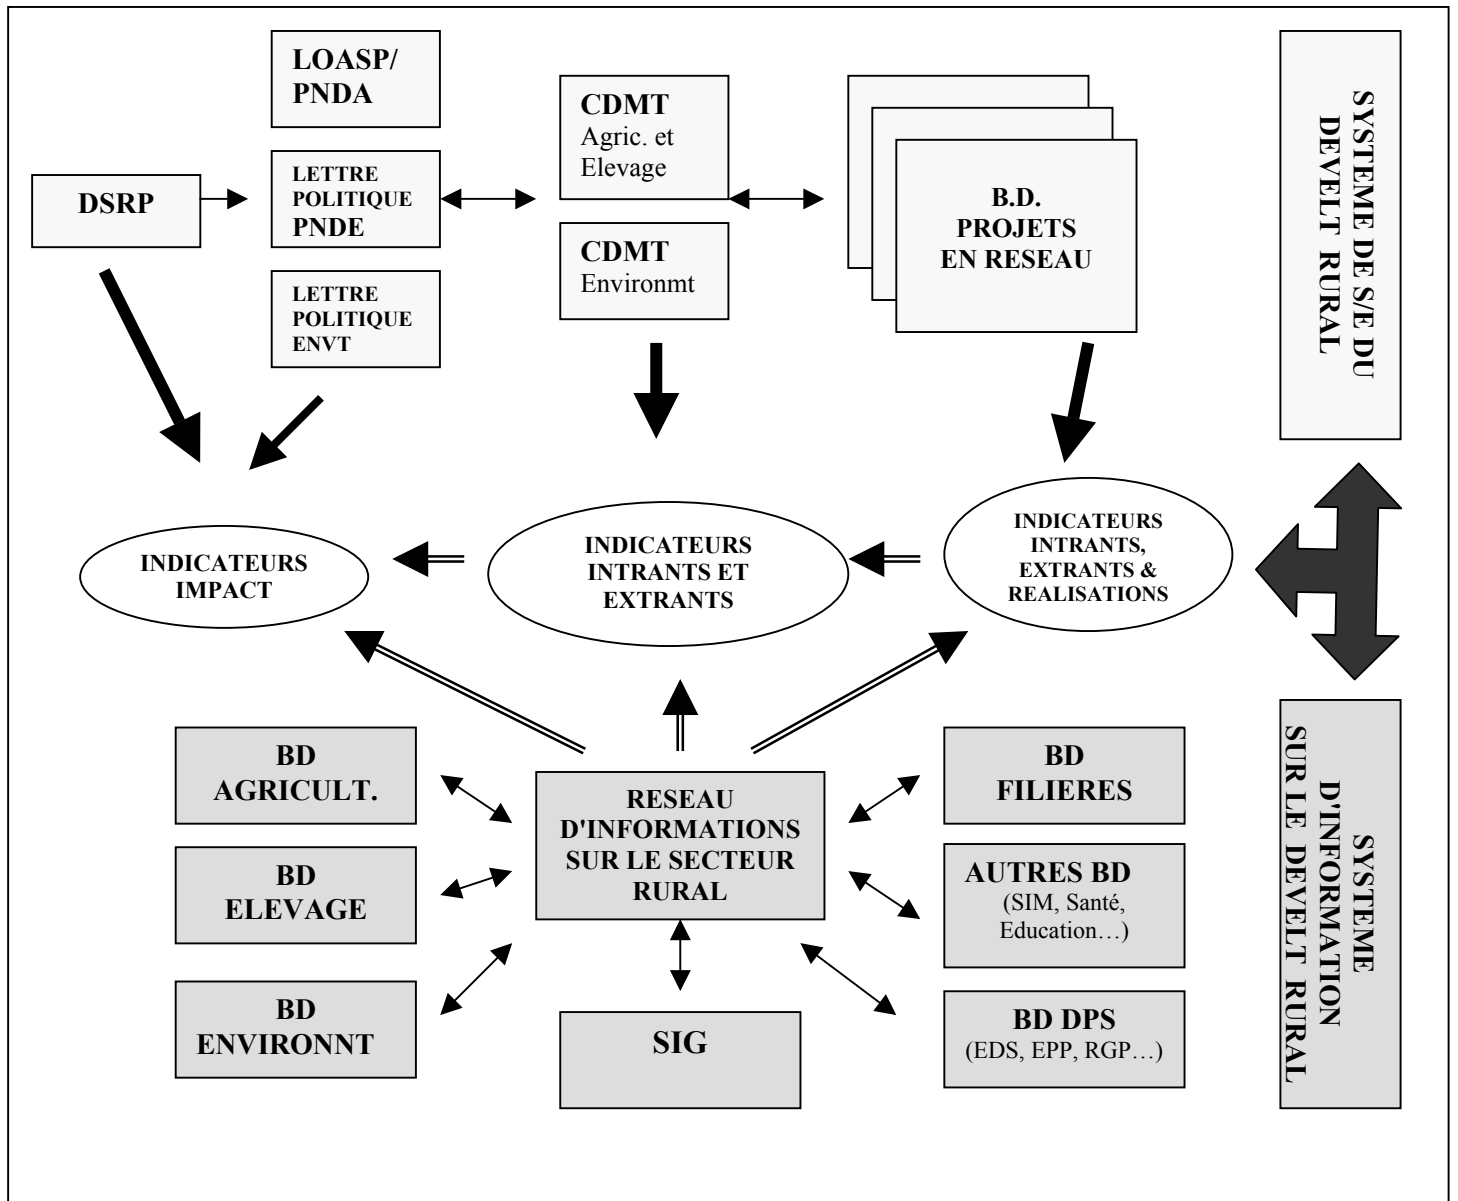 LOASP/
PNDA
DSRP
LETTRE
POLITIQUE
PNDE
LETTRE
POLITIQUE
ENVT
CDMT
Agric. et
Elevage
CDMT
Environmt
B.D.
PROJETS
EN RESEAU
SYSTEME DE S/E DU
DEVELT RURAL
INDICATEURS
IMPACT
INDICATEURS
INTRANTS ET
EXTRANTS
INDICATEURS
INTRANTS,
EXTRANTS &
REALISATIONS
BD
AGRICULT.
BD
ELEVAGE
BD
ENVIRONNT
RESEAU
D'INFORMATIONS
SUR LE SECTEUR
RURAL
SIG
BD
FILIERES
AUTRES BD
(SIM, Santé,
Education…)
BD DPS
(EDS, EPP, RGP…)
SYSTEME
D'INFORMATION
SUR LE DEVELT RURAL